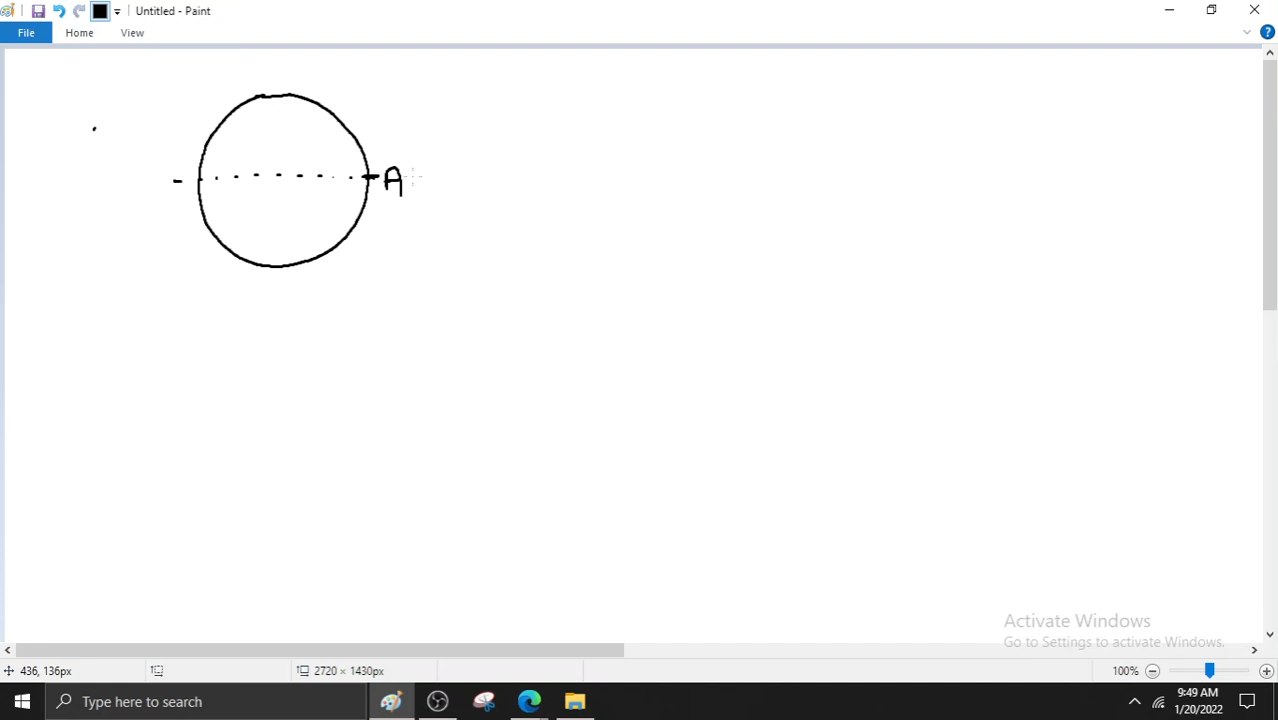 Untitled - Paint
File Home View
A
Activate Windows
Go to Settings to activate Windows.
436, 136px 2720 × 1430px 100%
Type here to search
9:49 AM
1/20/2022